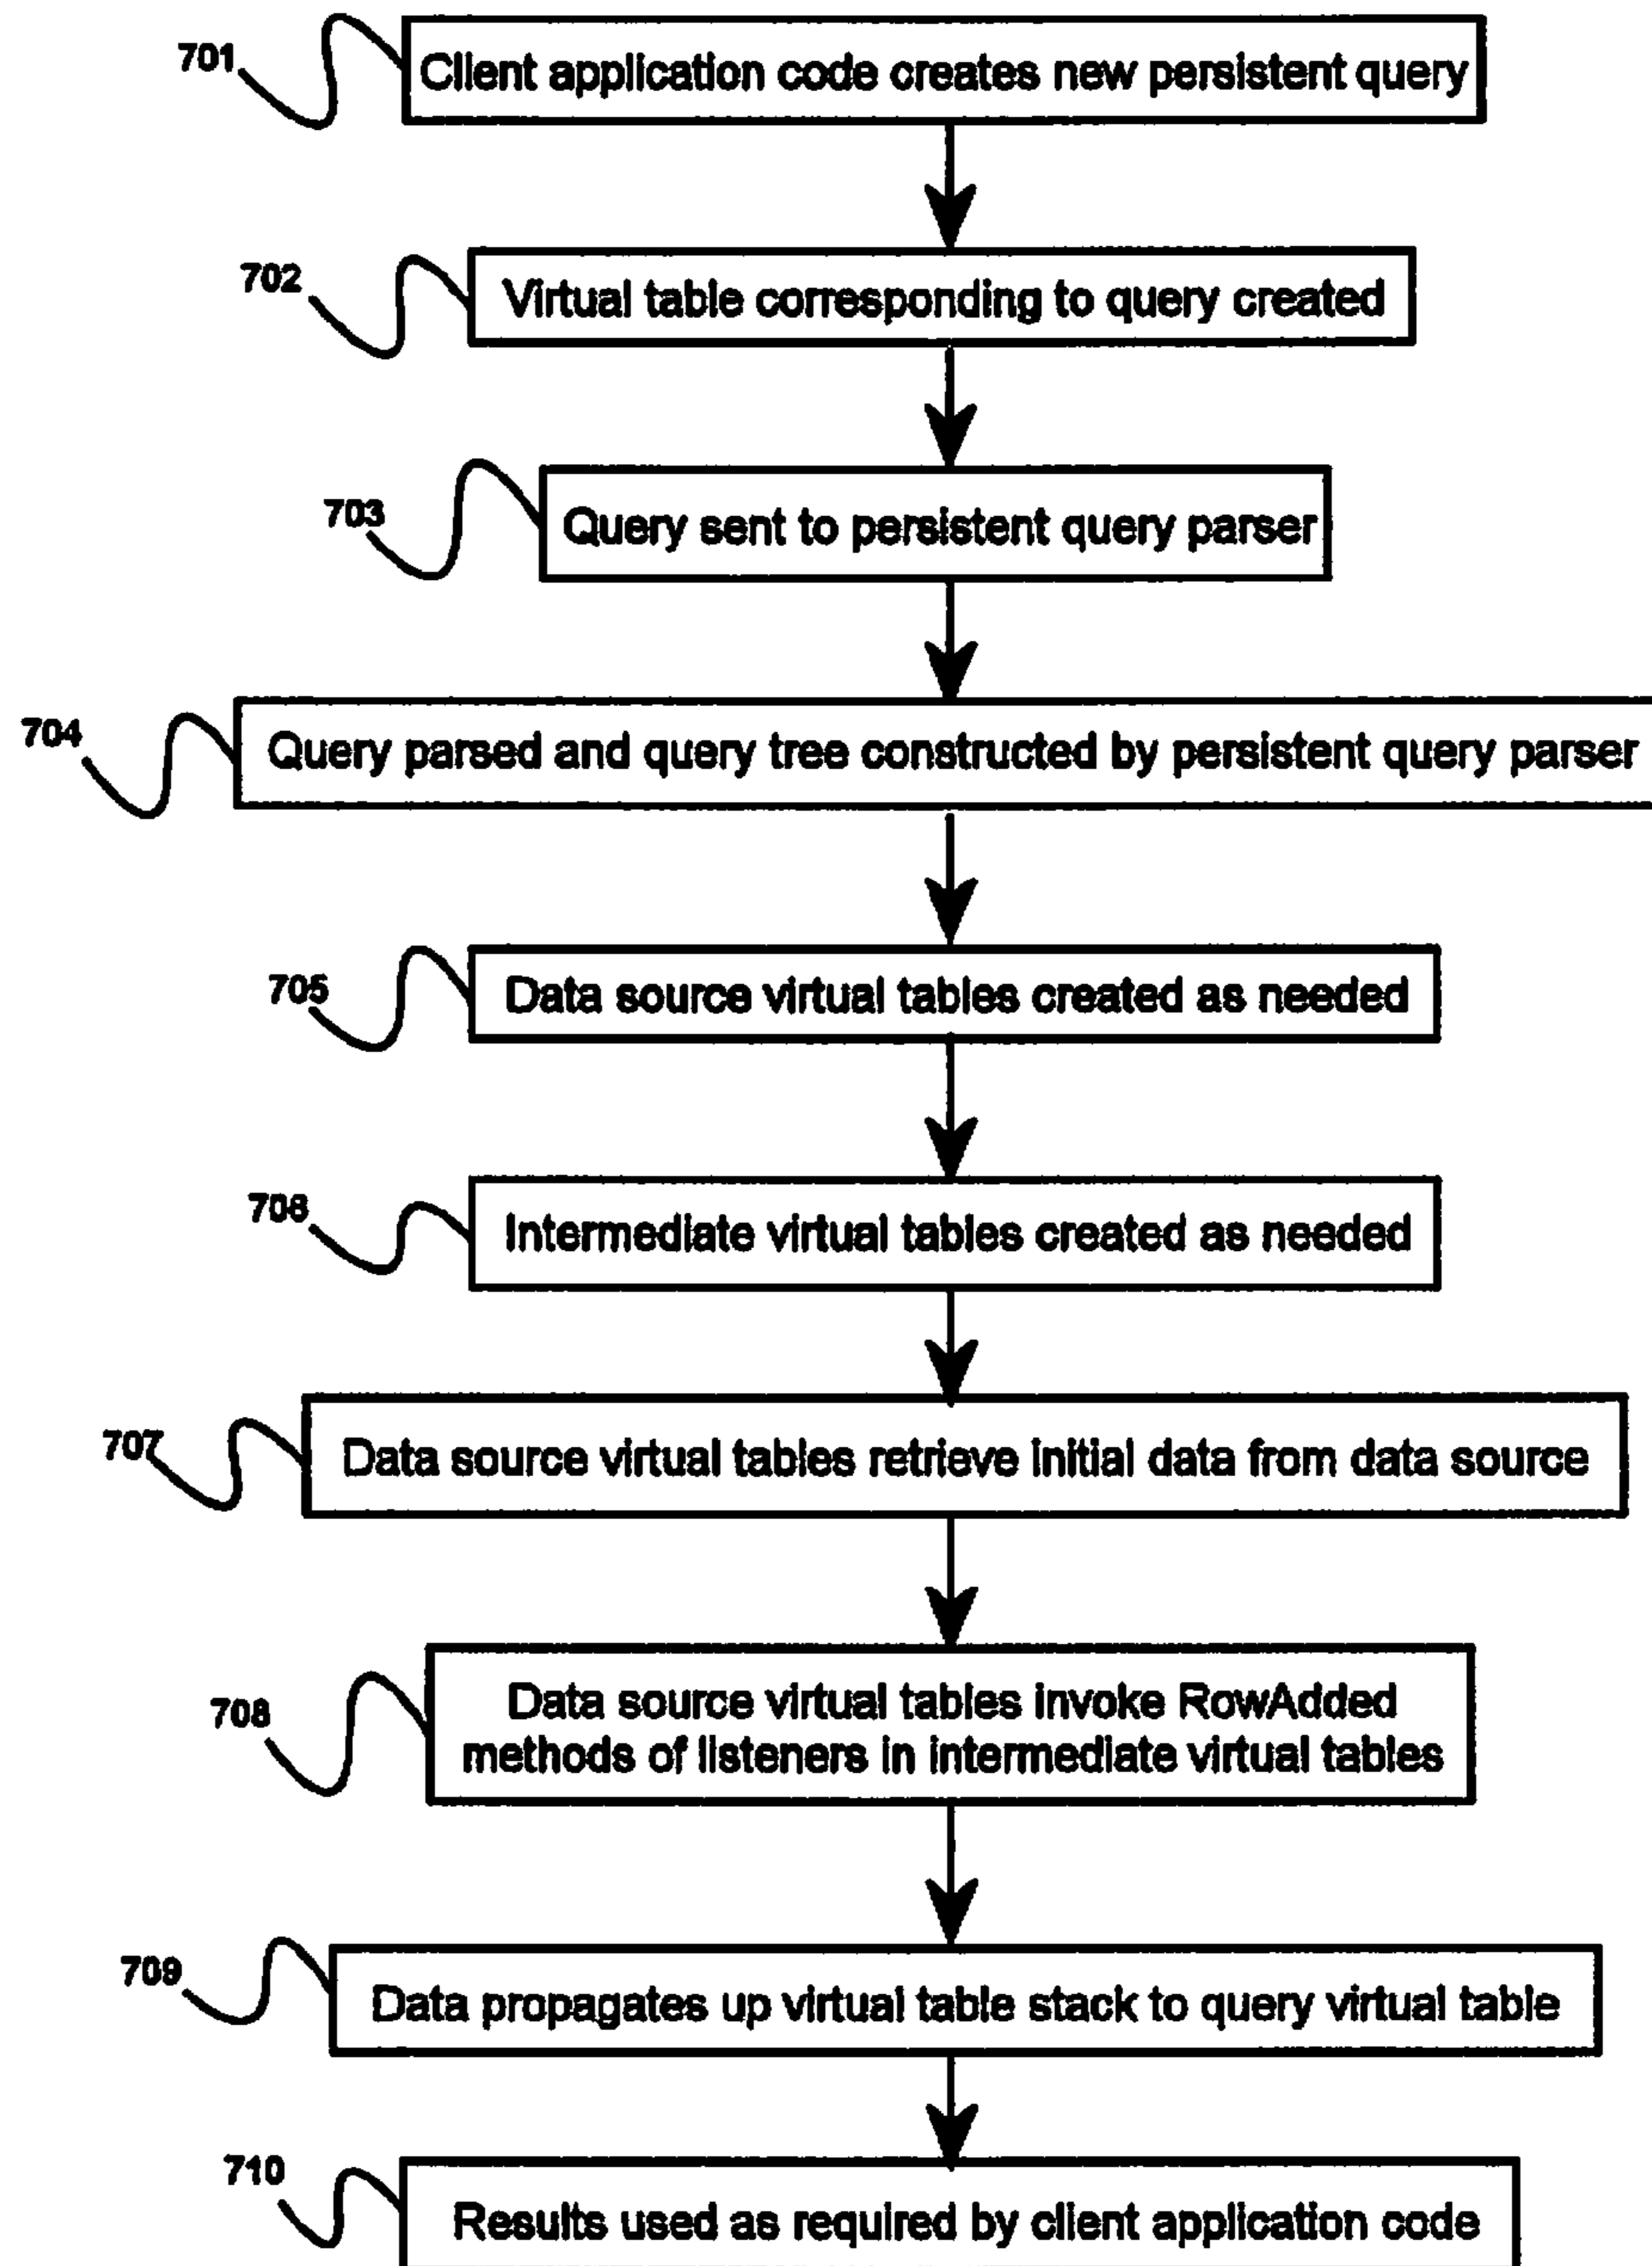 701
Client application code creates new persistent query
702
Virtual table corresponding to query created
703
Query sent to persistent query parser
704
Query parsed and query tree constructed by persistent query parser
705
Data source virtual tables created as needed
706
Intermediate virtual tables created as needed
707
Data source virtual tables retrieve initial data from data source
708
Data source virtual tables invoke RowAdded
methods of listeners in intermediate virtual tables
709
Data propagates up virtual table stack to query virtual table
710
Results used as required by client application code